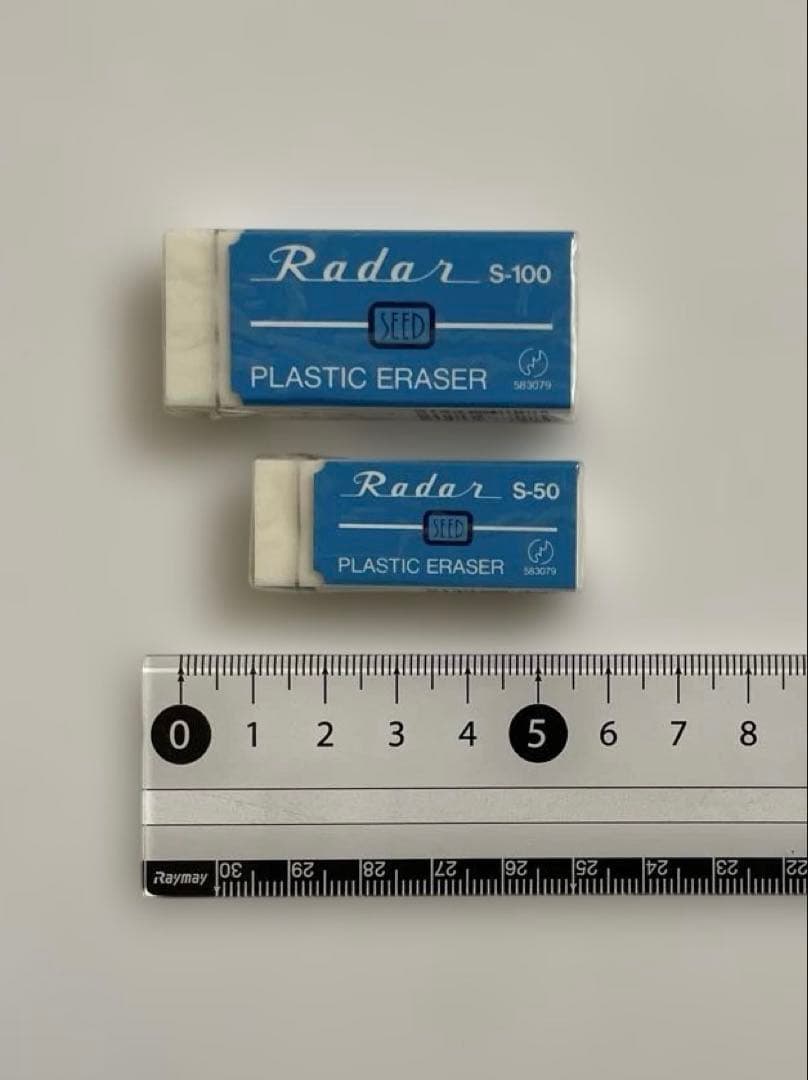 Radar S-100
SEED
PLASTIC ERASER
583079
Radar S-50
SEED
PLASTIC ERASER
583079
0 1 2 3 4 5 6 7 8
Raymay 30 29 28 27 26 25 24 23 22